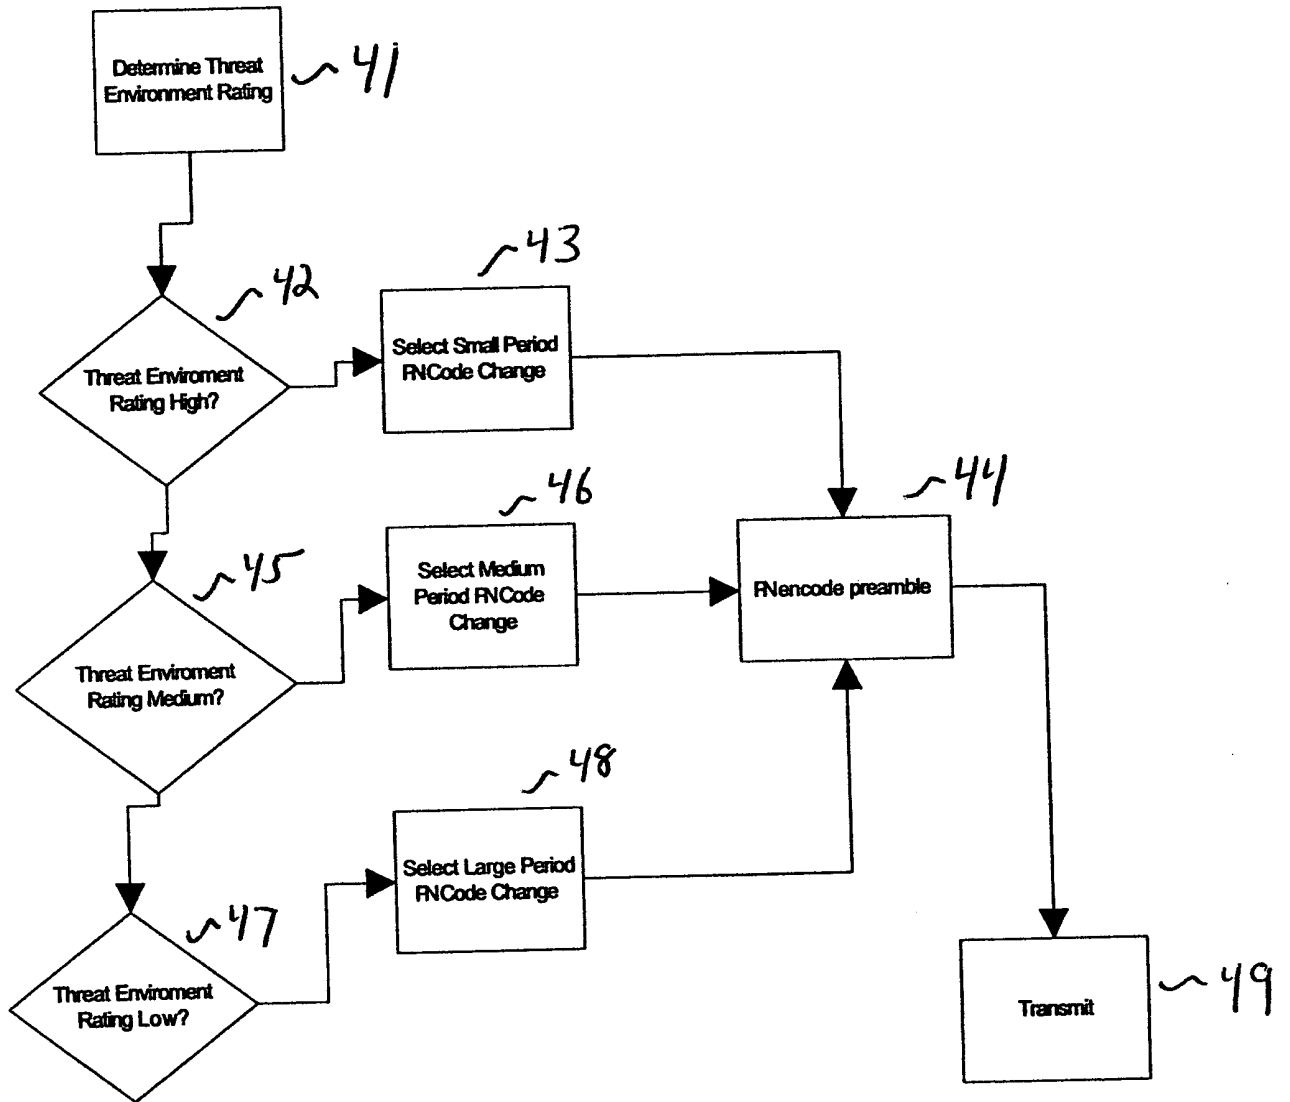 Determine Threat
Environment Rating
41
42
Threat Enviroment
Rating High?
43
Select Small Period
PNCode Change
44
PNencode preamble
45
Threat Enviroment
Rating Medium?
46
Select Medium
Period PNCode
Change
47
Threat Enviroment
Rating Low?
48
Select Large Period
PNCode Change
49
Transmit